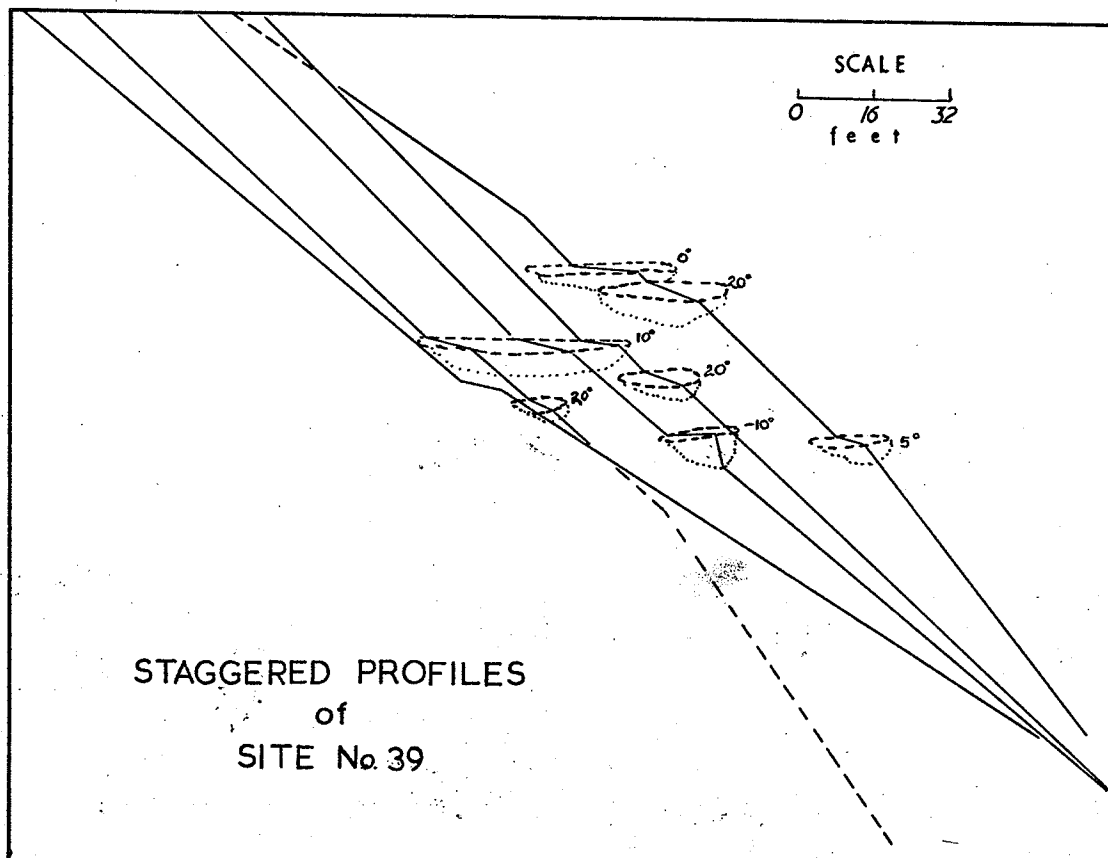 SCALE
0 16 32
feet
0°
20°
10°
20°
20°
-10°
5°
STAGGERED PROFILES
of
SITE No. 39